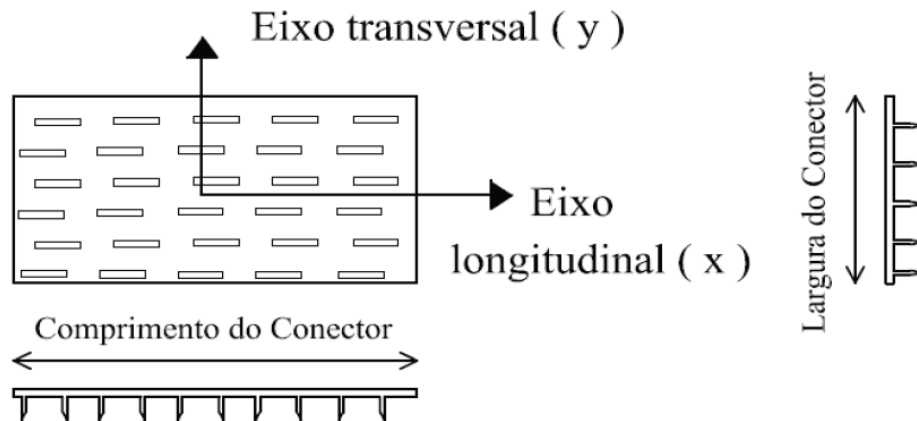 Eixo transversal ( y )
Eixo
longitudinal ( x )
Largura do Conector
Comprimento do Conector